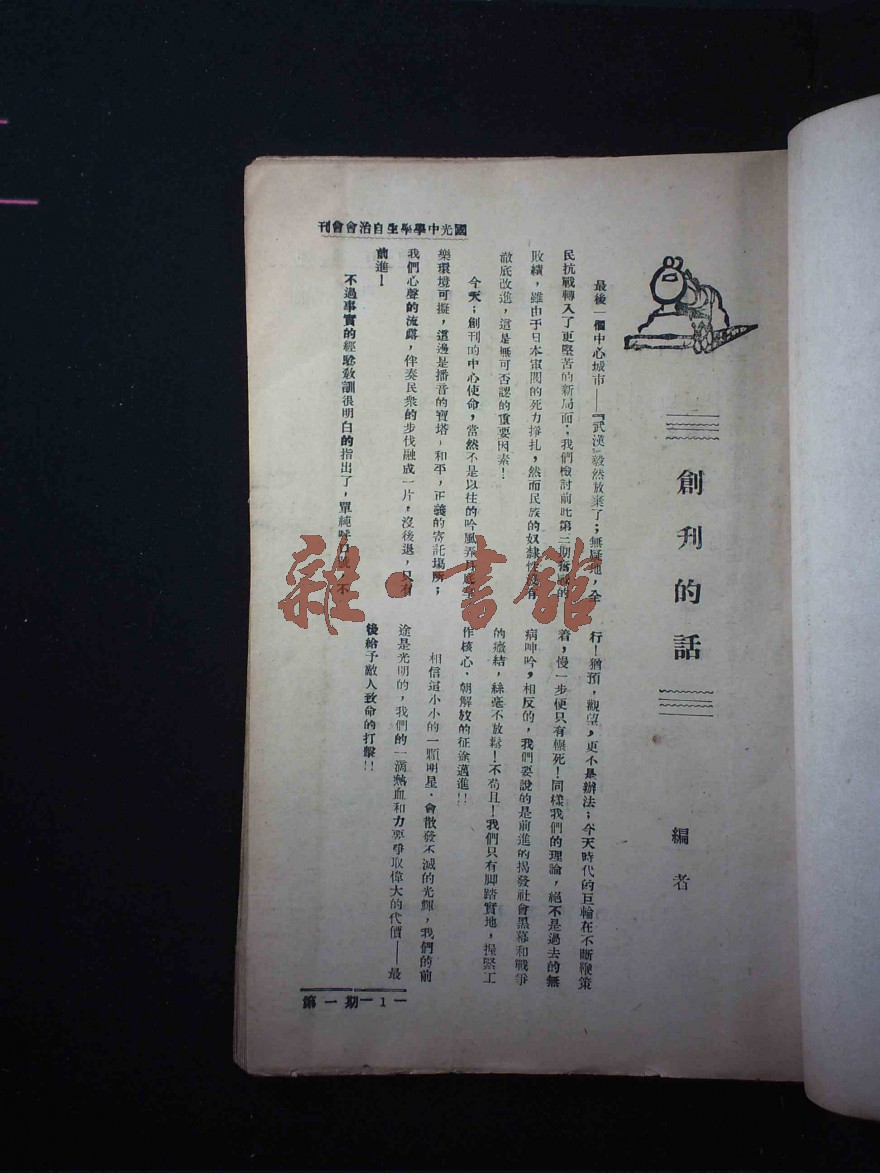 國光中學學生自治會會刊
創刊的話
編者
最後一個中心城市——『武漢』毅然放棄了；無疑地，全
民抗戰轉入了更堅苦的新局面；我們檢討前此第二期奮戰的
敗績，雖由于日本軍閥的死力掙扎，然而民族的奴隸性沒有
澈底改進，這是無可否認的重要因素！
今天；創刊的中心使命，當然不是以往的吟風弄月底
樂環境可擬，這邊是播音的寶塔，和平，正義的寄託場所；
我們心聲的流露，伴奏民衆的步伐融成一片，沒後退，只有
前進！
不過事實的經驗敎訓很明白的指出了，單純呼口號，不
行！猶預，觀望，更不是辦法；今天時代的巨輪在不斷鞭策
着，慢一步便只有輾死！同樣我們的理論，絕不是過去的無
病呻吟，相反的，我們要說的是前進的揭發社會黑幕和戰爭
的癥結，絲毫不放鬆！不苟且！我們只有脚踏實地，握緊工
作核心，朝解放的征途邁進！！
相信這小小的一顆明星，會散發不滅的光輝，我們的前
途是光明的，我們的一滴熱血和力要爭取偉大的代價——最
後給予敵人致命的打擊！！
第一期—1—
雜·書館